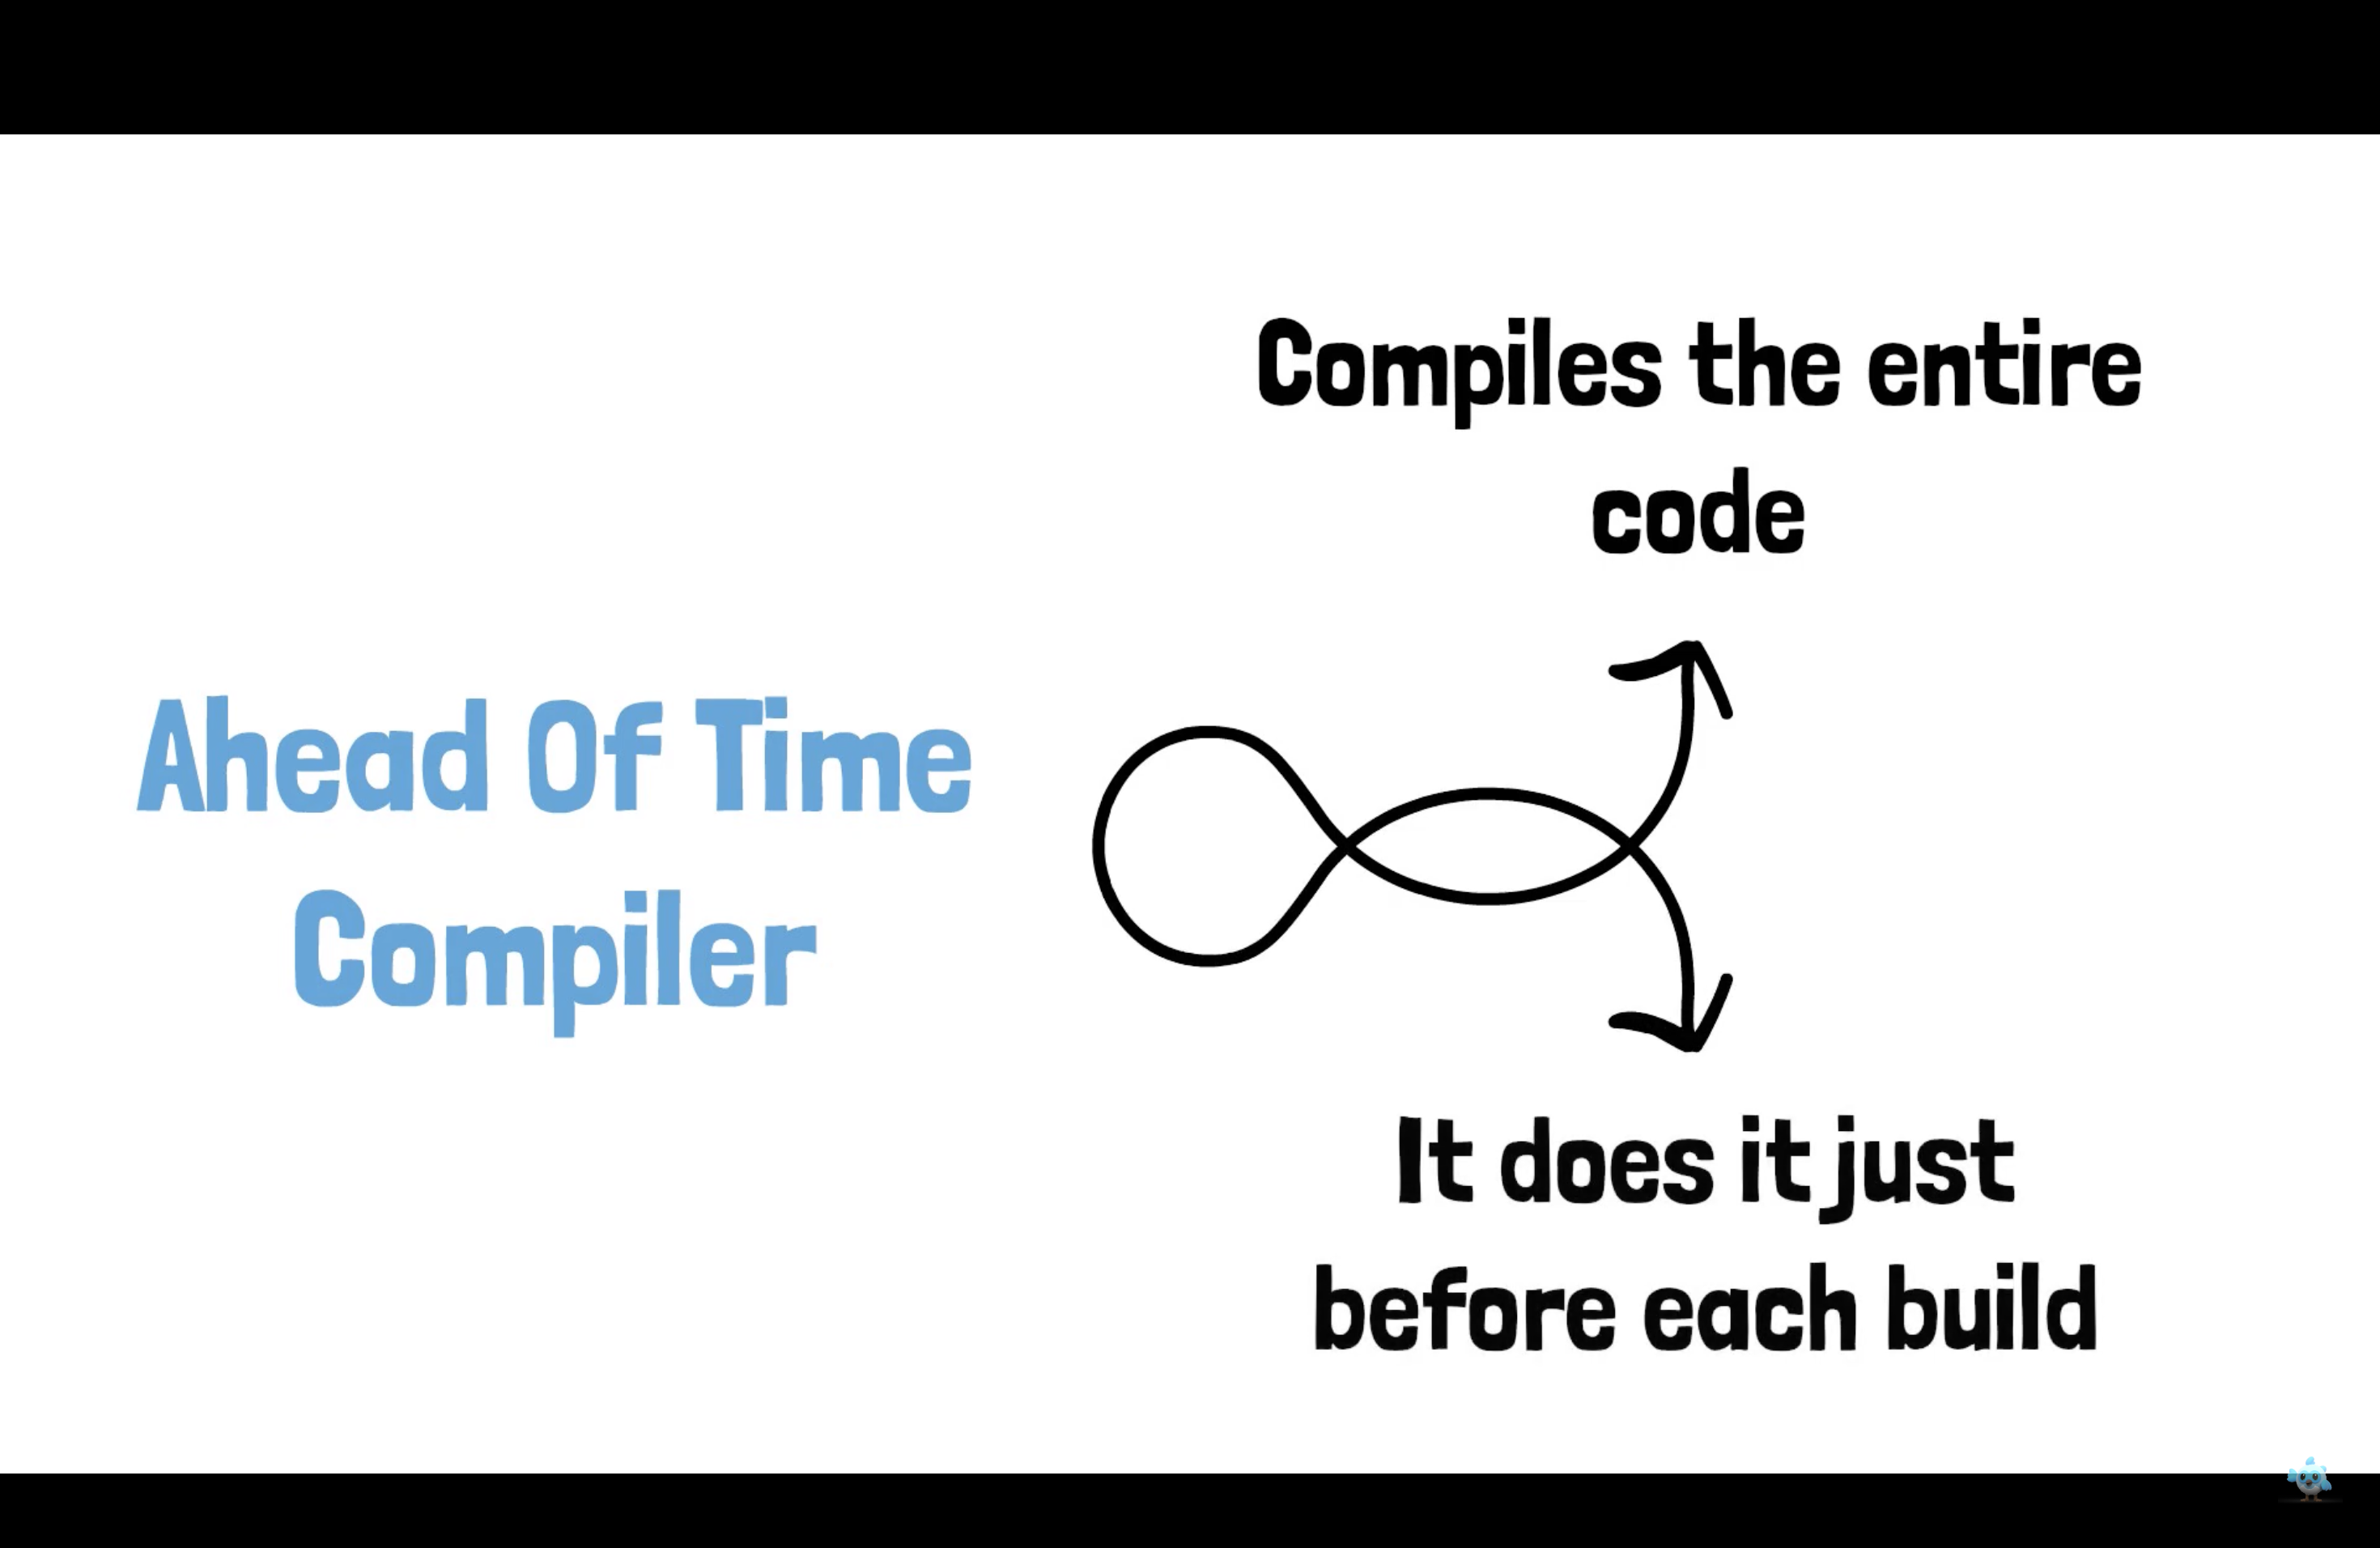 Ahead Of Time
Compiler
Compiles the entire
code
It does it just
before each build